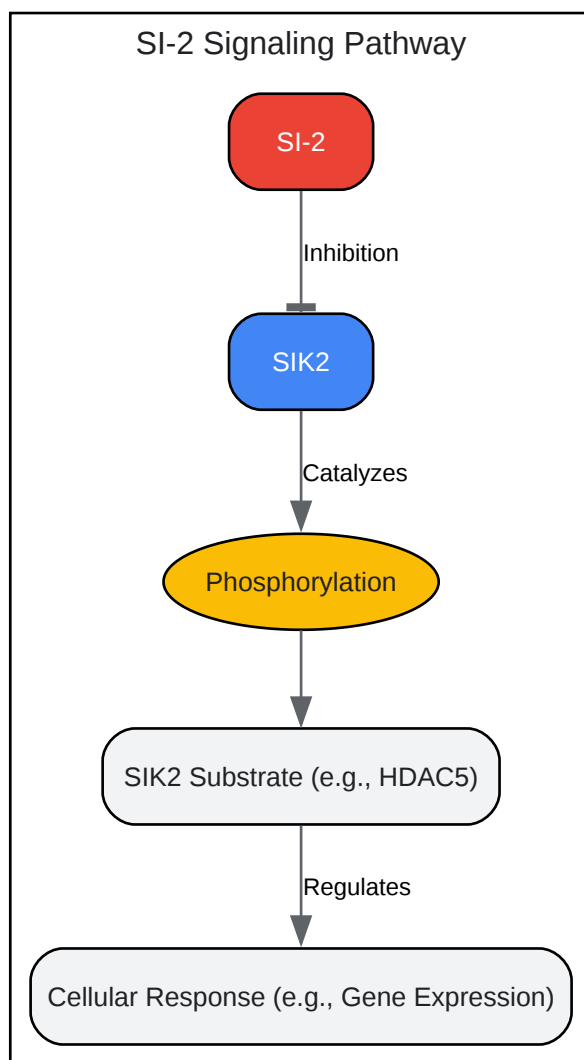 SI-2 Signaling Pathway
SI-2
Inhibition
SIK2
Catalyzes
Phosphorylation
SIK2 Substrate (e.g., HDAC5)
Regulates
Cellular Response (e.g., Gene Expression)